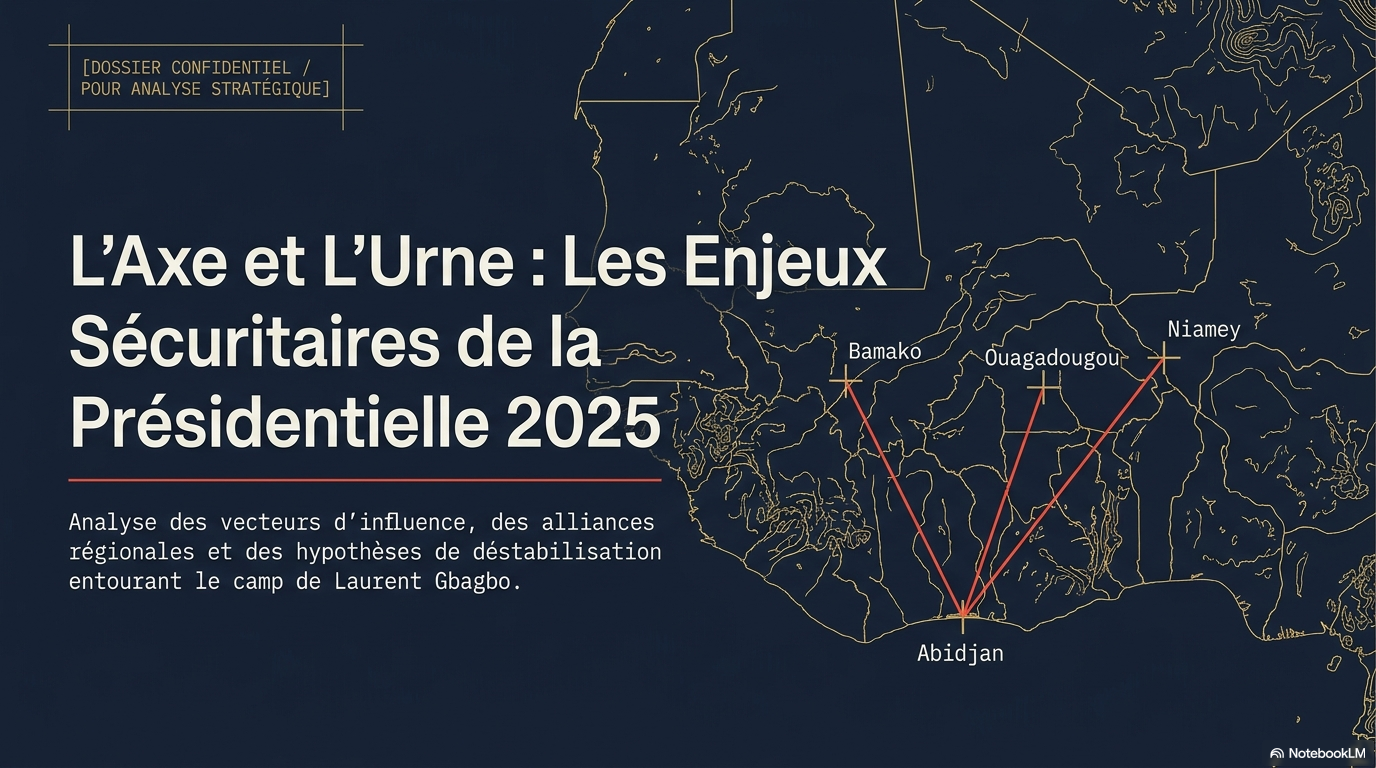 [DOSSIER CONFIDENTIEL /
POUR ANALYSE STRATÉGIQUE]
L’Axe et L’Urne : Les Enjeux
Sécuritaires de la
Présidentielle 2025
Analyse des vecteurs d’influence, des alliances
régionales et des hypothèses de déstabilisation
entourant le camp de Laurent Gbagbo.
Bamako
Ouagadougou
Niamey
Abidjan
NotebookLM